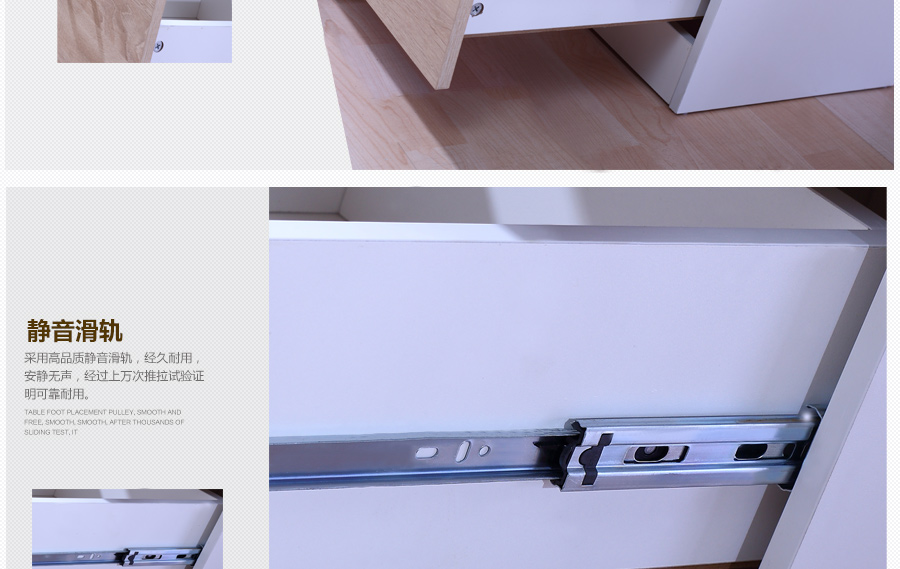 静音滑轨
采用高品质静音滑轨，经久耐用，
安静无声，经过上万次推拉试验证
明可靠耐用。
TABLE FOOT PLACEMENT PULLEY, SMOOTH AND
FREE, SMOOTH, SMOOTH, AFTER THOUSANDS OF
SLIDING TEST, IT